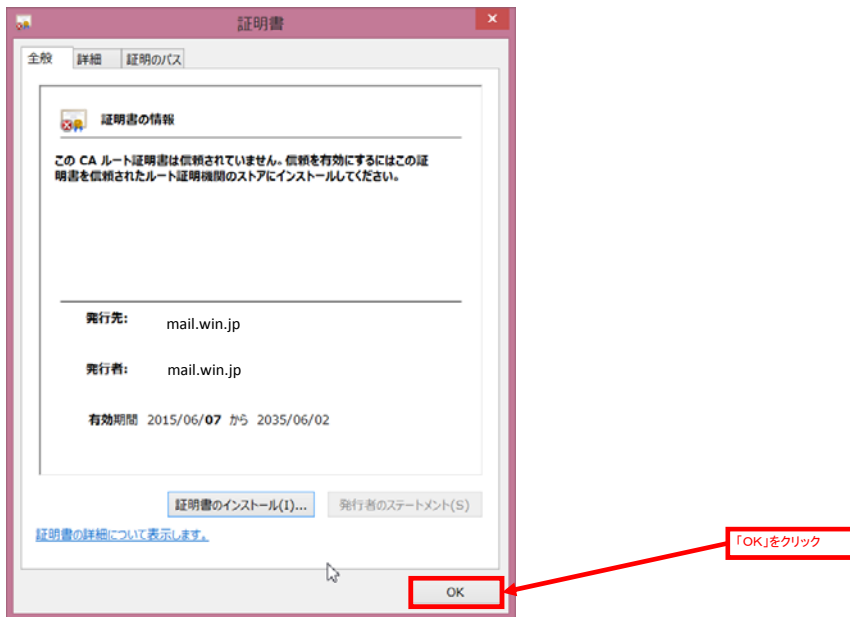 証明書
全般 詳細 証明のパス
証明書の情報
この CA ルート証明書は信頼されていません。信頼を有効にするにはこの証
明書を信頼されたルート証明機関のストアにインストールしてください。
発行先: mail.win.jp
発行者: mail.win.jp
有効期間 2015/06/07 から 2035/06/02
証明書のインストール(I)... 発行者のステートメント(S)
証明書の詳細について表示します。
「OK」をクリック
OK